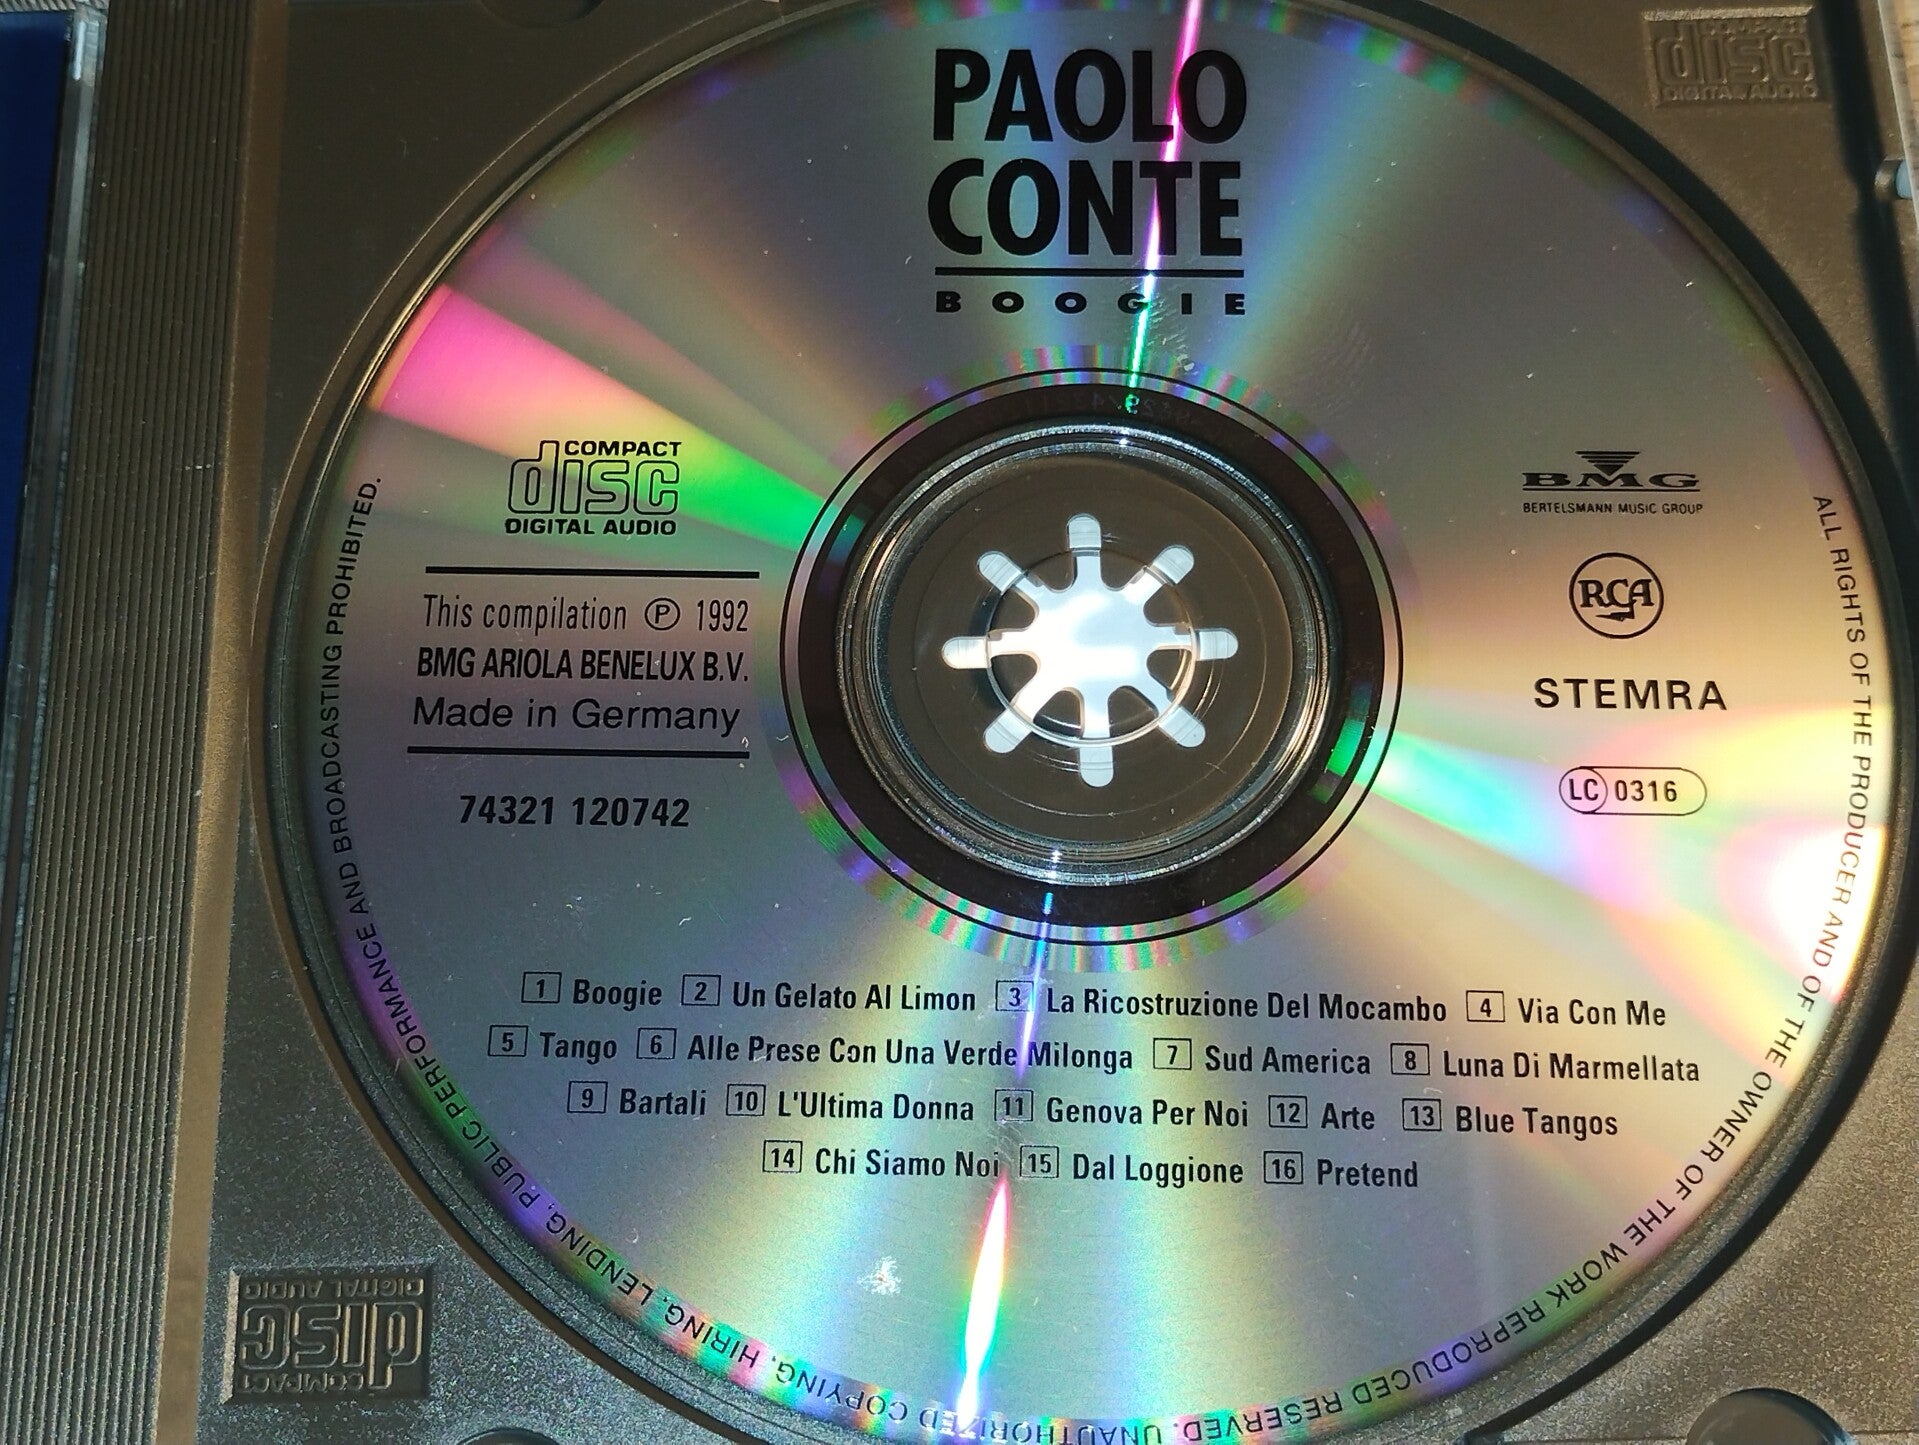 PAOLO
CONTE
BOOGIE
disc
DIGITAL AUDIO
COMPACT
disc
DIGITAL AUDIO
This compilation Ⓟ 1992
BMG ARIOLA BENELUX B.V.
Made in Germany
74321 120742
BMG
BERTELSMANN MUSIC GROUP
RCA
STEMRA
LC 0316
1 Boogie 2 Un Gelato Al Limon 3 La Ricostruzione Del Mocambo 4 Via Con Me
5 Tango 6 Alle Prese Con Una Verde Milonga 7 Sud America 8 Luna Di Marmellata
9 Bartali 10 L'Ultima Donna 11 Genova Per Noi 12 Arte 13 Blue Tangos
14 Chi Siamo Noi 15 Dal Loggione 16 Pretend
ALL RIGHTS OF THE PRODUCER AND OF THE OWNER OF THE WORK REPRODUCED RESERVED. UNAUTHORIZED COPYING, HIRING, LENDING, PUBLIC PERFORMANCE AND BROADCASTING PROHIBITED.
COMPACT
disc
DIGITAL AUDIO